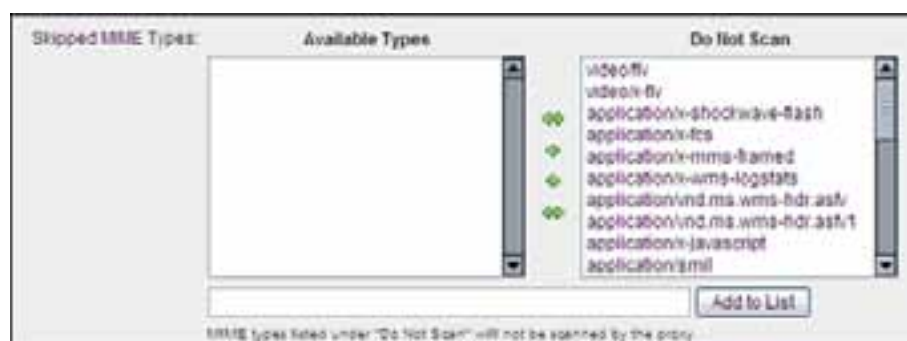 Skipped MIME Types:
Available Types
Do Not Scan
video/flv
video/x-flv
application/x-shockwave-flash
application/x-fcs
application/x-mms-framed
application/x-wms-logstats
application/vnd.ms.wms-hdr.asfv
application/vnd.ms.wms-hdr.asfv1
application/x-javascript
application/smil
Add to List
MIME types listed under "Do Not Scan" will not be scanned by the proxy